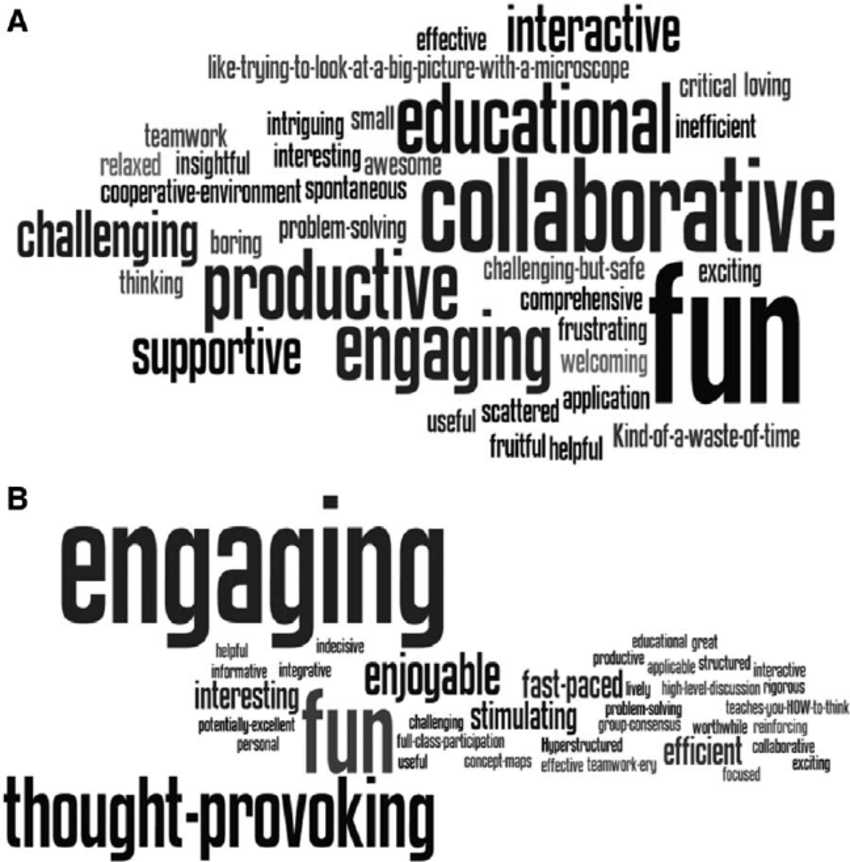 A
effective interactive
like-trying-to-look-at-a-big-picture-with-a-microscope
critical loving
intriguing small educational inefficient
teamwork
relaxed insightful interesting awesome
cooperative-environment spontaneous collaborative
challenging boring problem-solving
thinking productive challenging-but-safe exciting
comprehensive fun
supportive engaging frustrating
welcoming
useful scattered application
fruitful helpful Kind-of-a-waste-of-time
B
engaging
helpful indecisive educational great
informative integrative enjoyable productive applicable structured interactive
interesting fast-paced lively high-level-discussion rigorous
potentially-excellent fun challenging stimulating problem-solving teaches-you-HOW-to-think
group-consensus worthwhile reinforcing
personal full-class-participation Hyperstructured efficient collaborative
useful concept-maps effective teamwork-ery exciting
focused
thought-provoking